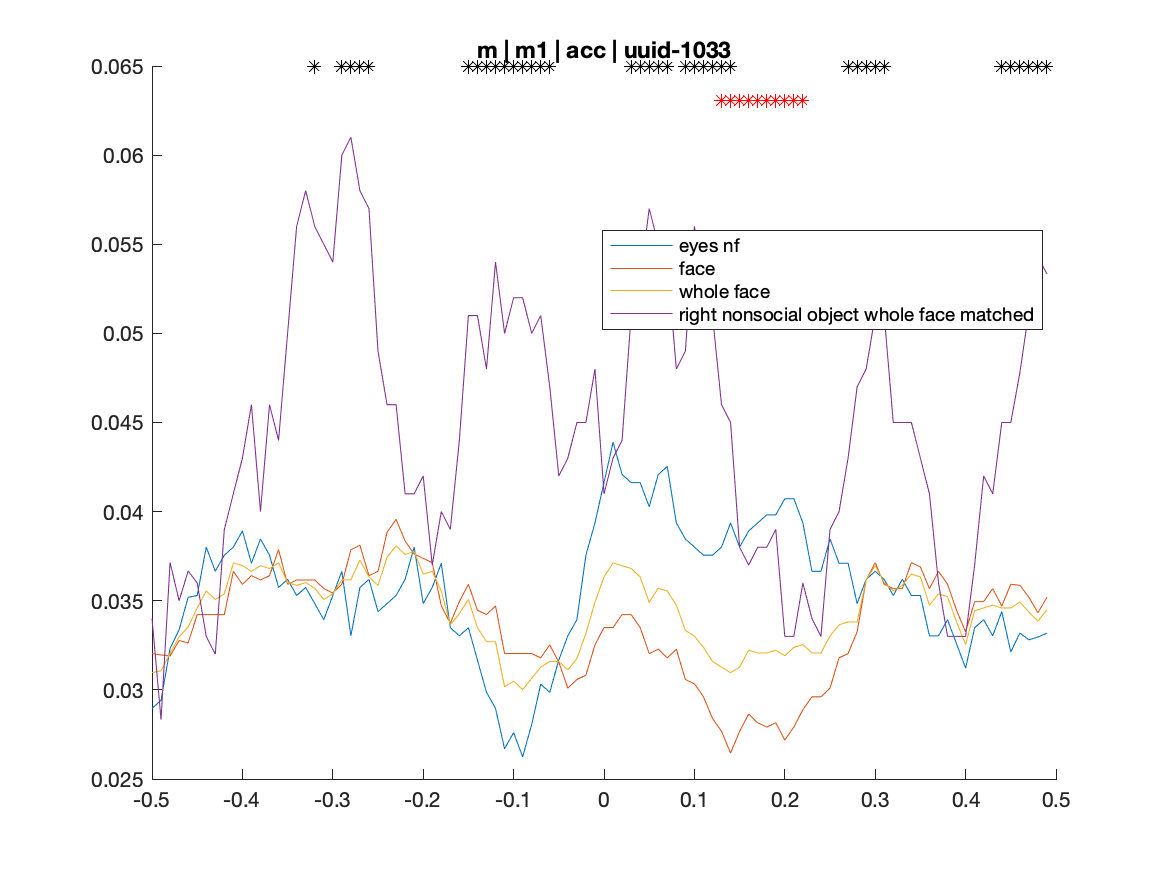 m | m1 | acc | uuid-1033
0.065
0.06
0.055
0.05
0.045
0.04
0.035
0.03
0.025
eyes nf
face
whole face
right nonsocial object whole face matched
-0.5 -0.4 -0.3 -0.2 -0.1 0 0.1 0.2 0.3 0.4 0.5